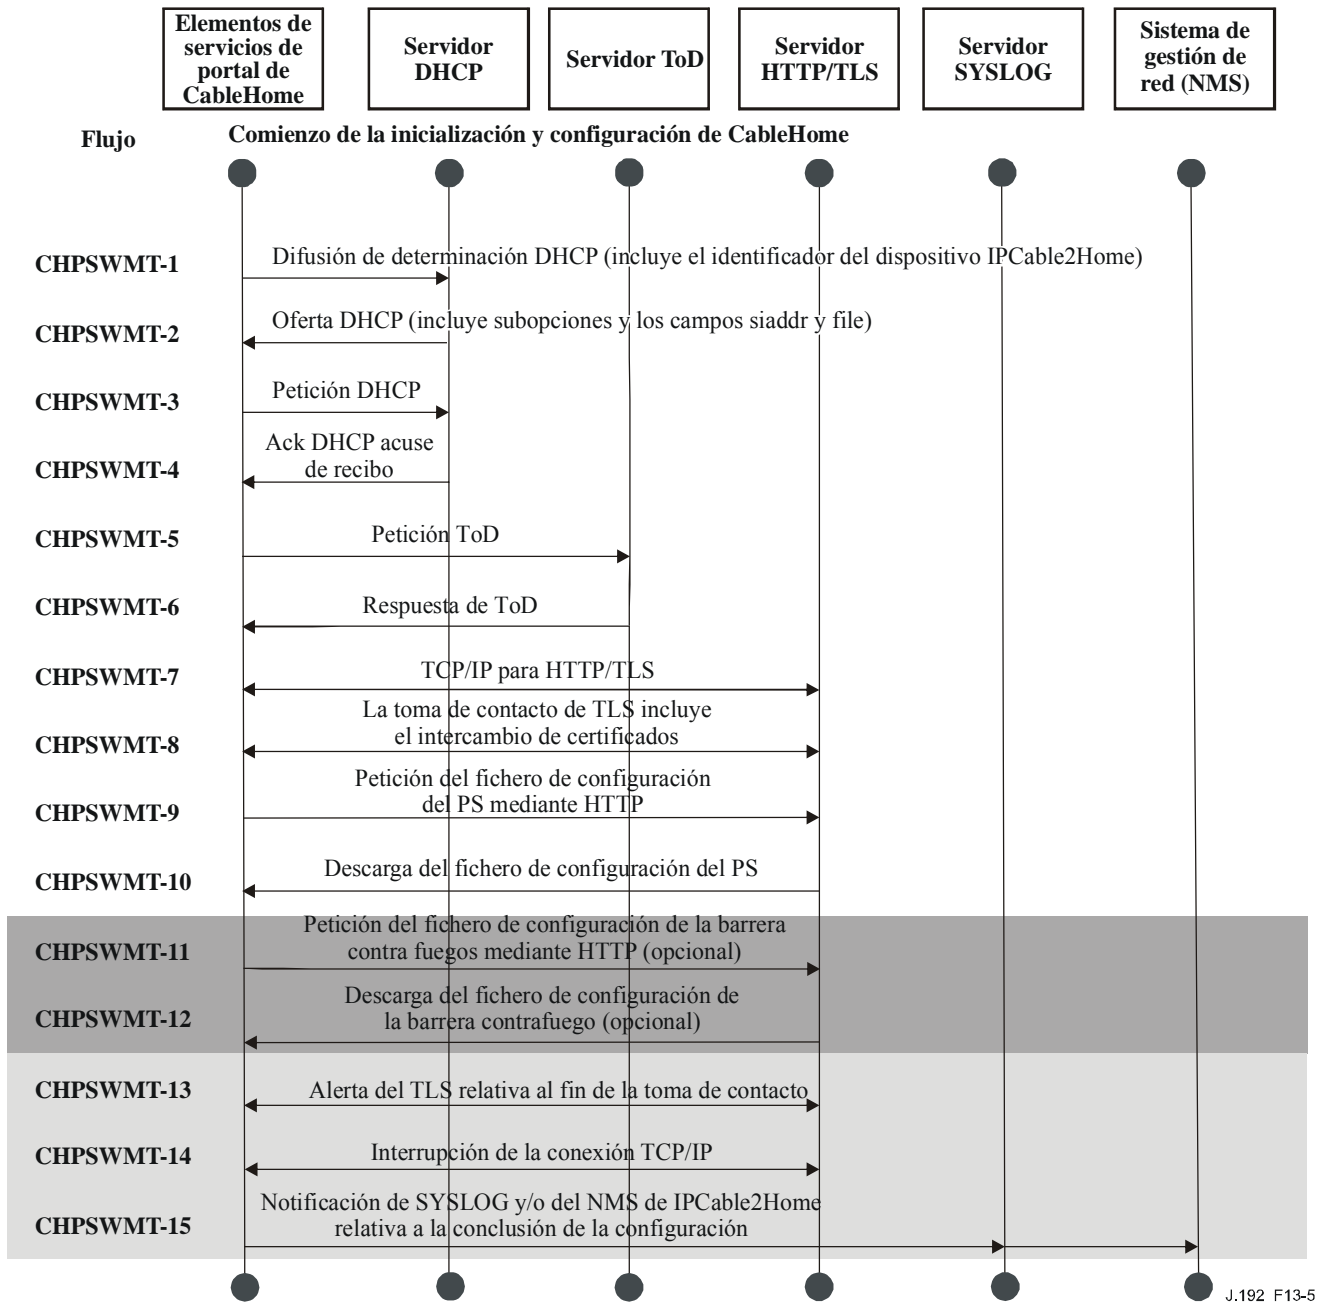 Elementos de
servicios de
portal de
CableHome
Servidor
DHCP
Servidor ToD
Servidor
HTTP/TLS
Servidor
SYSLOG
Sistema de
gestión de
red (NMS)
Flujo
Comienzo de la inicialización y configuración de CableHome
CHPSWMT-1
Difusión de determinación DHCP (incluye el identificador del dispositivo IPCable2Home)
CHPSWMT-2
Oferta DHCP (incluye subopciones y los campos siaddr y file)
CHPSWMT-3
Petición DHCP
CHPSWMT-4
Ack DHCP acuse
de recibo
CHPSWMT-5
Petición ToD
CHPSWMT-6
Respuesta de ToD
CHPSWMT-7
TCP/IP para HTTP/TLS
CHPSWMT-8
La toma de contacto de TLS incluye
el intercambio de certificados
CHPSWMT-9
Petición del fichero de configuración
del PS mediante HTTP
CHPSWMT-10
Descarga del fichero de configuración del PS
CHPSWMT-11
Petición del fichero de configuración de la barrera
contra fuegos mediante HTTP (opcional)
CHPSWMT-12
Descarga del fichero de configuración de
la barrera contrafuego (opcional)
CHPSWMT-13
Alerta del TLS relativa al fin de la toma de contacto
CHPSWMT-14
Interrupción de la conexión TCP/IP
CHPSWMT-15
Notificación de SYSLOG y/o del NMS de IPCable2Home
relativa a la conclusión de la configuración
J.192_F13-5